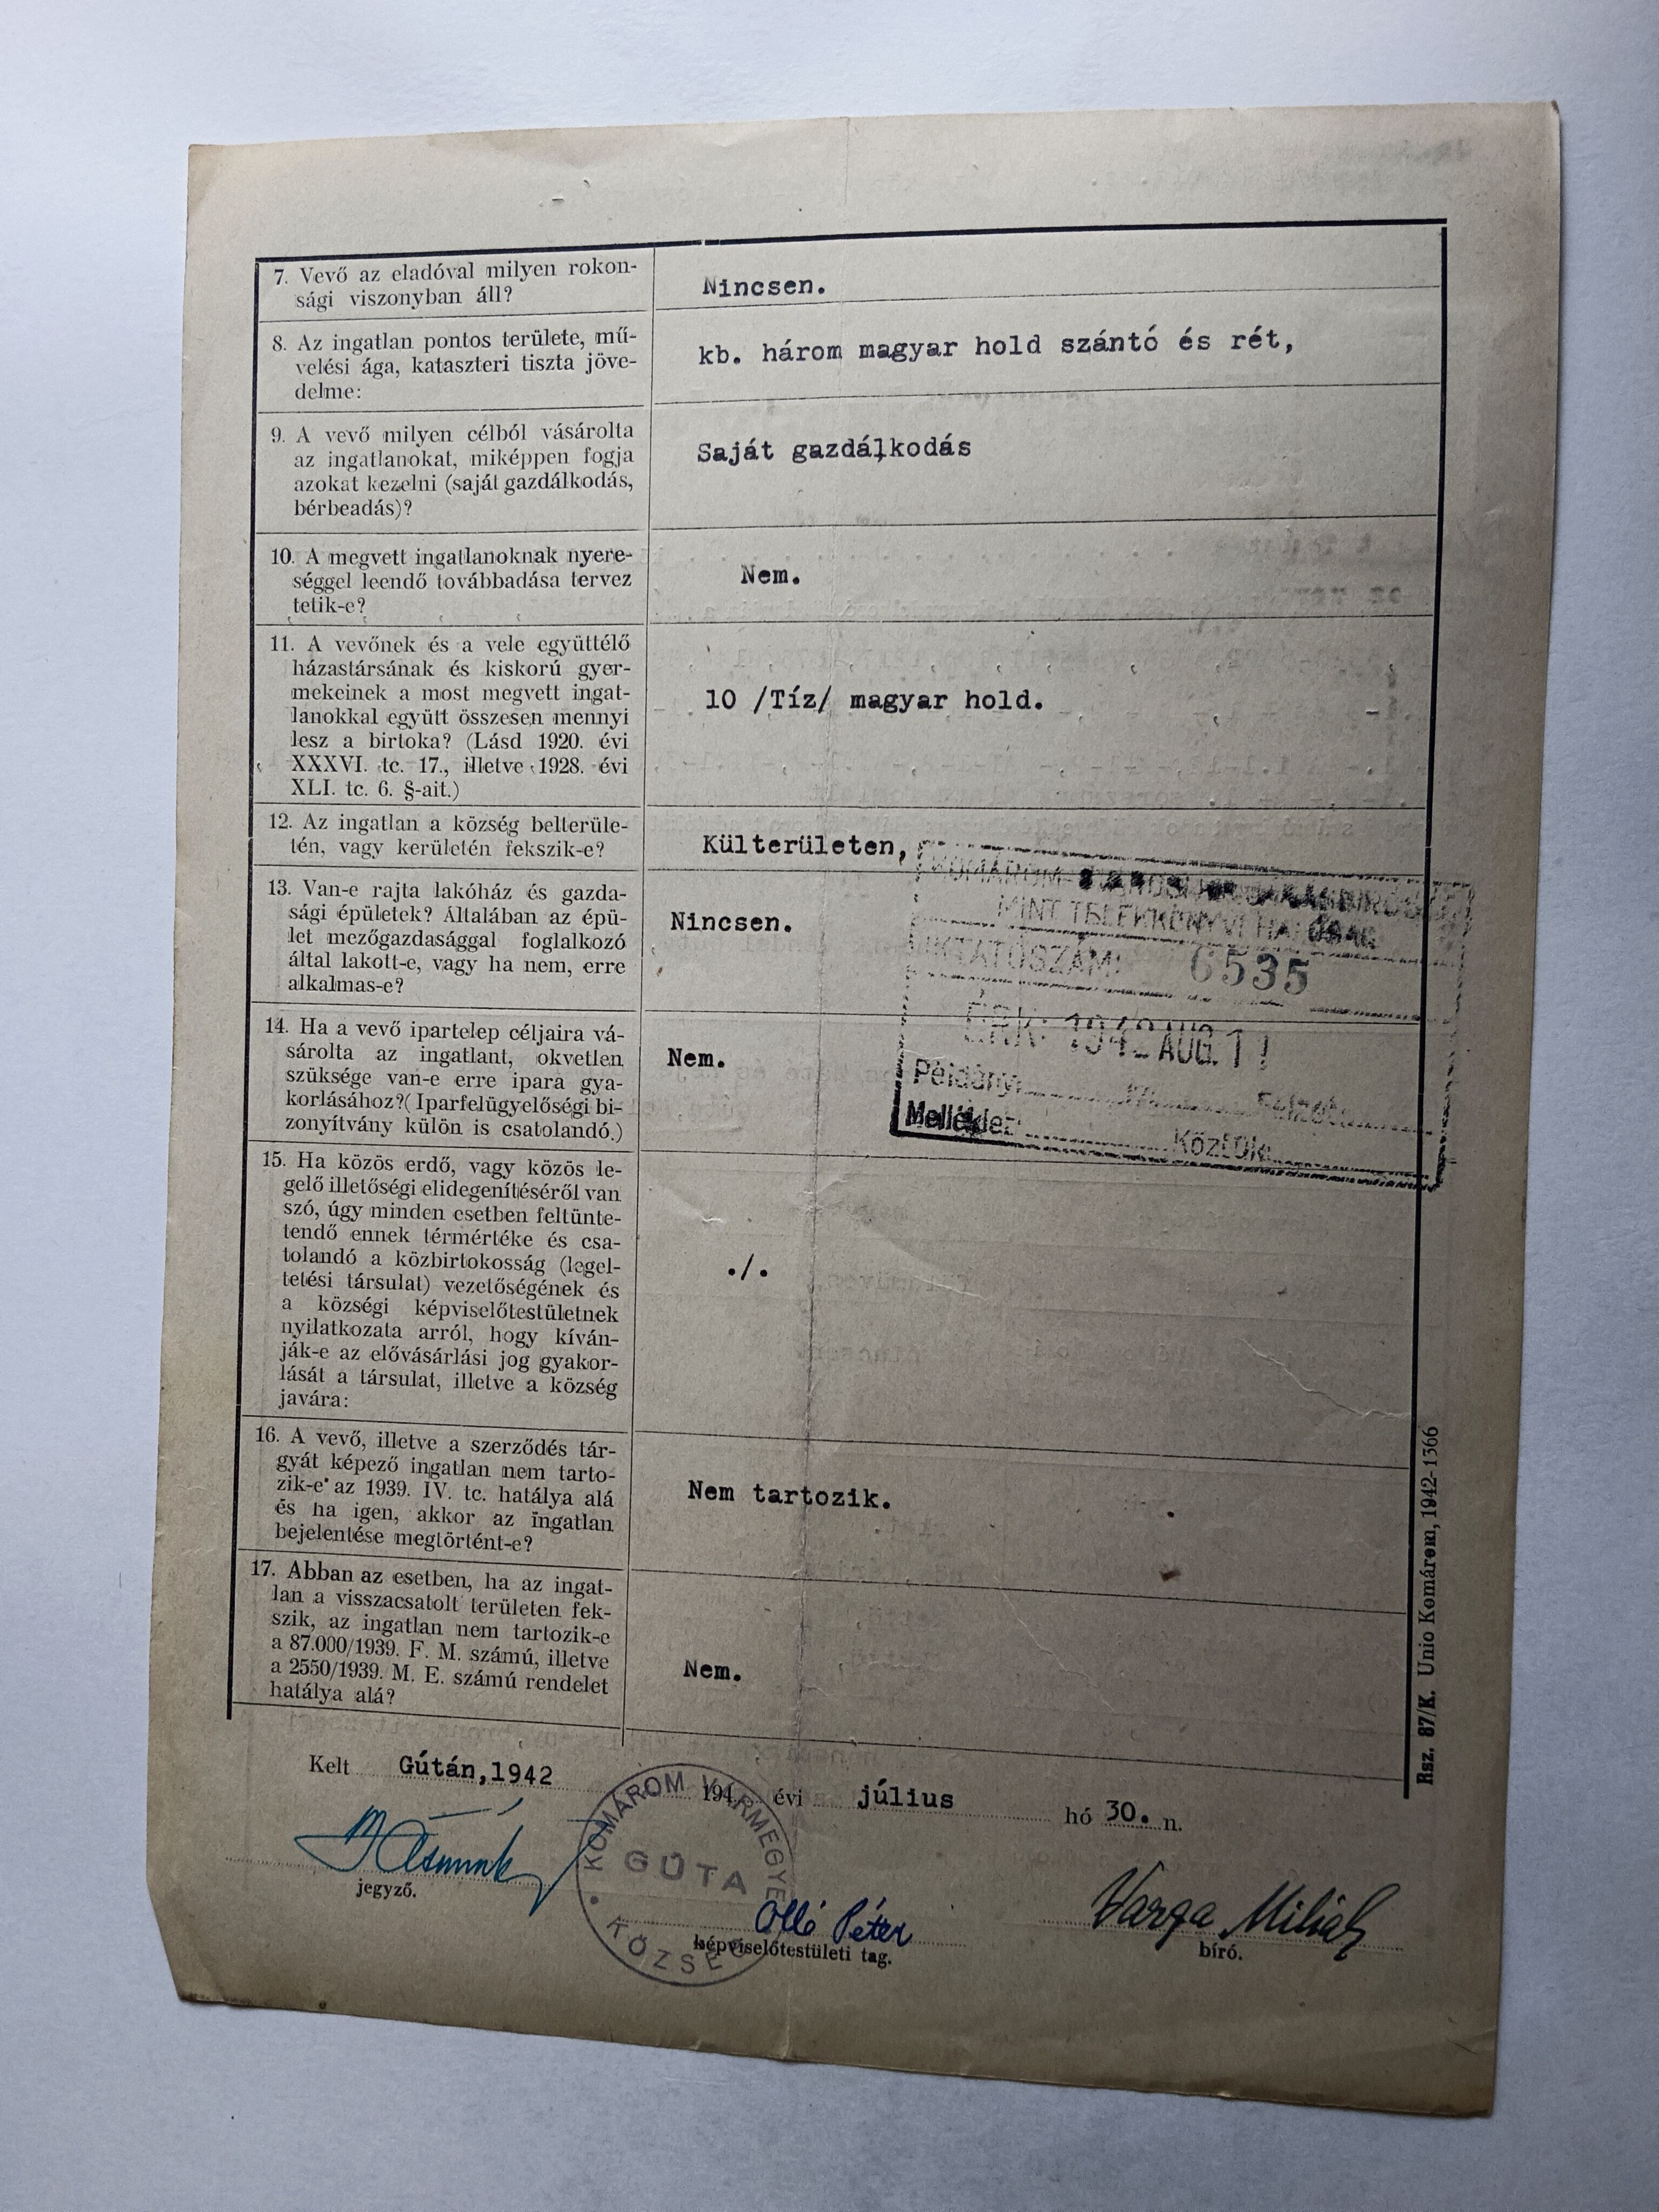 7. Vevő az eladóval milyen rokon-
sági viszonyban áll?
Nincsen.
8. Az ingatlan pontos területe, mű-
velési ága, kataszteri tiszta jöve-
delme:
kb. három magyar hold szántó és rét,
9. A vevő milyen célból vásárolta
az ingatlanokat, miképpen fogja
azokat kezelni (saját gazdálkodás,
bérbeadás)?
Saját gazdálkodás
10. A megvett ingatlanoknak nyere-
séggel leendő továbbadása tervez
tetik-e?
Nem.
11. A vevőnek és a vele együttélő
házastársának és kiskorú gyer-
mekeinek a most megvett ingat-
lanokkal együtt összesen mennyi
lesz a birtoka? (Lásd 1920. évi
XXXVI. tc. 17., illetve 1928. évi
XLI. tc. 6. §-ait.)
10 /Tíz/ magyar hold.
12. Az ingatlan a község belterüle-
tén, vagy kerületén fekszik-e?
Külterületen,
13. Van-e rajta lakóház és gazda-
sági épületek? Általában az épü-
let mezőgazdasággal foglalkozó
által lakott-e, vagy ha nem, erre
alkalmas-e?
Nincsen.
KOMÁROM
MINT TELEKKÖNYVI HATÓSÁG
IKTATÓSZÁM: 6535
ÉRK: 1942 AUG. 11
Példány
Melléklet Köztük
14. Ha a vevő ipartelep céljaira vá-
sárolta az ingatlant, okvetlen
szüksége van-e erre ipara gya-
korlásához?( Iparfelügyelőségi bi-
zonyítvány külön is csatolandó.)
Nem.
15. Ha közös erdő, vagy közös le-
gelő illetőségi elidegenítéséről van
szó, úgy minden esetben feltünte-
tendő ennek térmértéke és csa-
tolandó a közbirtokosság (legel-
tetési társulat) vezetőségének és
a községi képviselőtestületnek
nyilatkozata arról, hogy kíván-
ják-e az elővásárlási jog gyakor-
lását a társulat, illetve a község
javára:
./.
16. A vevő, illetve a szerződés tár-
gyát képező ingatlan nem tarto-
zik-e az 1939. IV. tc. hatálya alá
és ha igen, akkor az ingatlan
bejelentése megtörtént-e?
Nem tartozik.
17. Abban az esetben, ha az ingat-
lan a visszacsatolt területen fek-
szik, az ingatlan nem tartozik-e
a 87.000/1939. F. M. számú, illetve
a 2550/1939. M. E. számú rendelet
hatálya alá?
Nem.
Rsz. 87/K. Unio Komárom, 1942-1366
Kelt Gútán,1942 194 évi július hó 30. n.
KOMÁROM VÁRMEGYE
GÚTA
KÖZSÉG
jegyző.
Olló Péter
képviselőtestületi tag.
Varga Mihály
bíró.